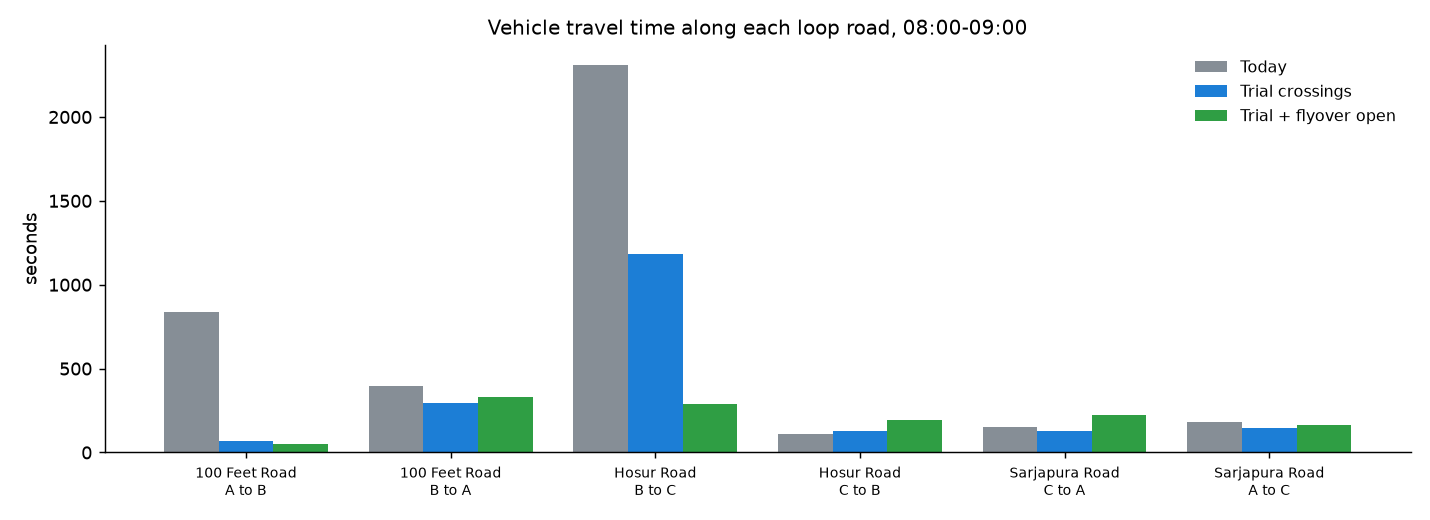 Vehicle travel time along each loop road, 08:00-09:00
Today
Trial crossings
Trial + flyover open
seconds
2000
1500
1000
500
0
100 Feet Road
A to B
100 Feet Road
B to A
Hosur Road
B to C
Hosur Road
C to B
Sarjapura Road
C to A
Sarjapura Road
A to C